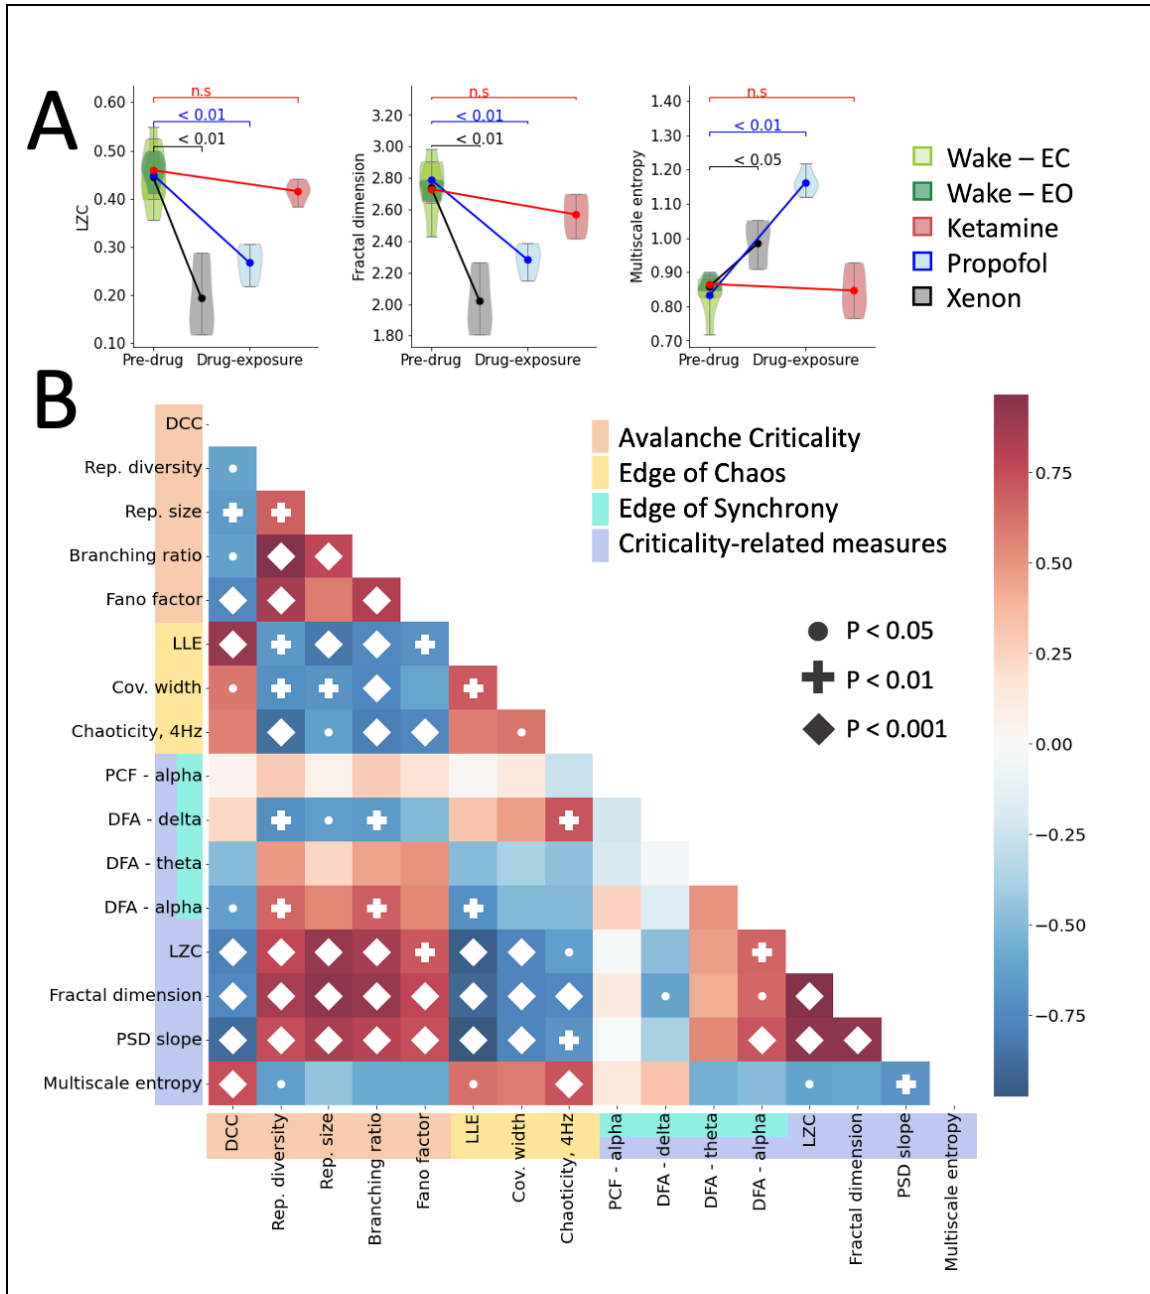 A
LZC
0.60
0.50
0.40
0.30
0.20
0.10
n.s
< 0.01
< 0.01
Pre-drug Drug-exposure
Fractal dimension
3.20
3.00
2.80
2.60
2.40
2.20
2.00
1.80
n.s
< 0.01
< 0.01
Pre-drug Drug-exposure
Multiscale entropy
1.40
1.30
1.20
1.10
1.00
0.90
0.80
0.70
n.s
< 0.01
< 0.05
Pre-drug Drug-exposure
Wake – EC
Wake – EO
Ketamine
Propofol
Xenon
B
DCC
Rep. diversity
Rep. size
Branching ratio
Fano factor
LLE
Cov. width
Chaoticity, 4Hz
PCF - alpha
DFA - delta
DFA - theta
DFA - alpha
LZC
Fractal dimension
PSD slope
Multiscale entropy
Avalanche Criticality
Edge of Chaos
Edge of Synchrony
Criticality-related measures
P < 0.05
P < 0.01
P < 0.001
0.75
0.50
0.25
0.00
−0.25
−0.50
−0.75
DCC
Rep. diversity
Rep. size
Branching ratio
Fano factor
LLE
Cov. width
Chaoticity, 4Hz
PCF - alpha
DFA - delta
DFA - theta
DFA - alpha
LZC
Fractal dimension
PSD slope
Multiscale entropy